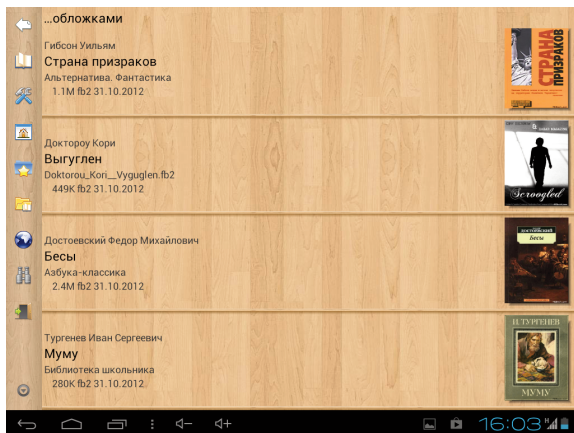 ...обложками
Гибсон Уильям
Страна призраков
Альтернатива. Фантастика
1.1M fb2 31.10.2012
СТРАНА
ПРИЗРАКОВ
Доктороу Кори
Выгуглен
Doktorou_Kori__Vyguglen.fb2
449K fb2 31.10.2012
Scroogled
Достоевский Федор Михайлович
Бесы
Азбука-классика
2.4M fb2 31.10.2012
ДОСТОЕВСКИЙ
Бесы
Тургенев Иван Сергеевич
Муму
Библиотека школьника
280K fb2 31.10.2012
И. ТУРГЕНЕВ
МУМУ
16:03
H